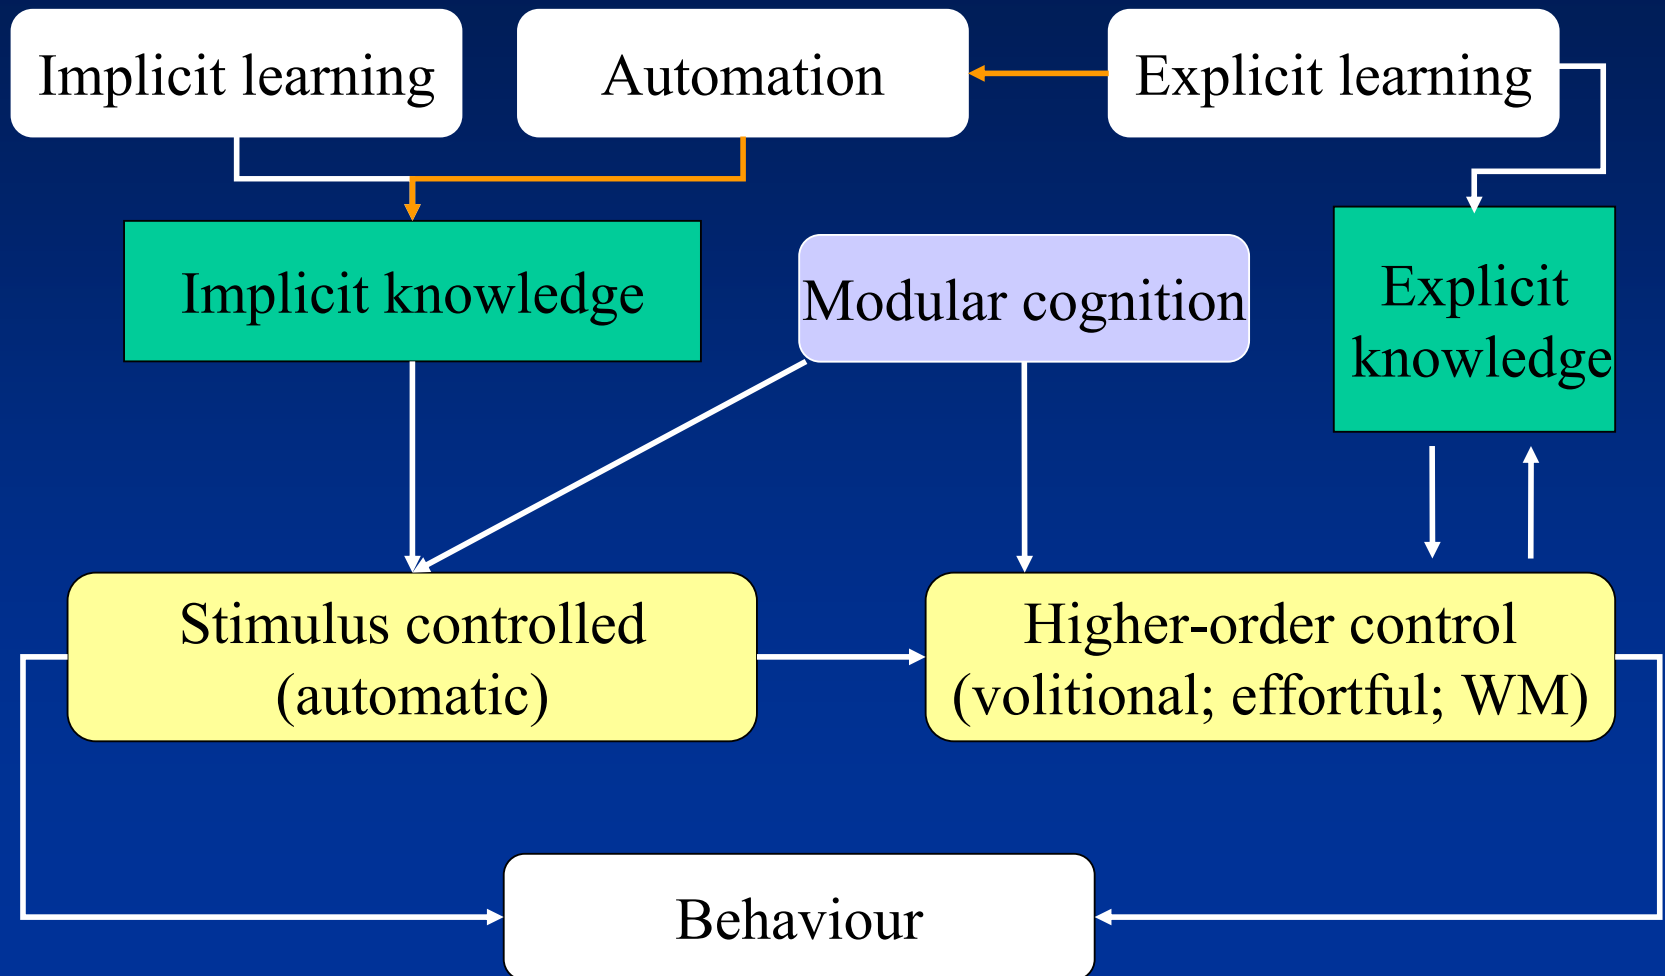 Implicit learning
Automation
Explicit learning
Implicit knowledge
Modular cognition
Explicit
knowledge
Stimulus controlled
(automatic)
Higher-order control
(volitional; effortful; WM)
Behaviour